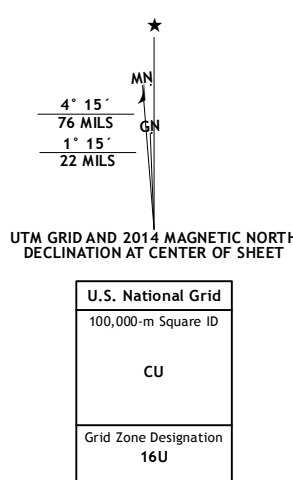 ★
MN
4° 15´
76 MILS
GN
1° 15´
22 MILS
UTM GRID AND 2014 MAGNETIC NORTH
DECLINATION AT CENTER OF SHEET
U.S. National Grid
100,000-m Square ID
CU
Grid Zone Designation
16U